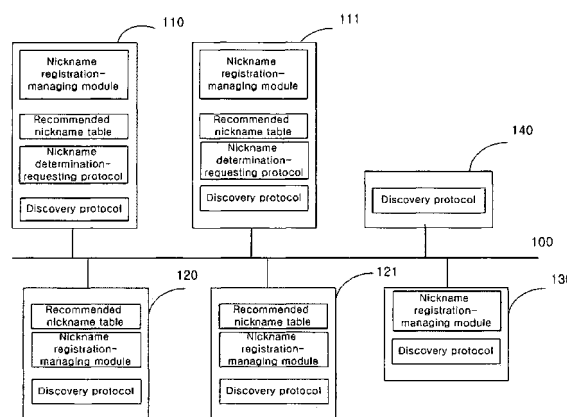 110
Nickname
registration-
managing module
Recommended
nickname table
Nickname
determination-
requesting protocol
Discovery protocol
111
Nickname
registration-
managing module
Recommended
nickname table
Nickname
determination-
requesting protocol
Discovery protocol
140
Discovery protocol
100
120
Recommended
nickname table
Nickname
registration-
managing module
Discovery protocol
121
Recommended
nickname table
Nickname
registration-
managing module
Discovery protocol
130
Nickname
registration-
managing module
Discovery protocol